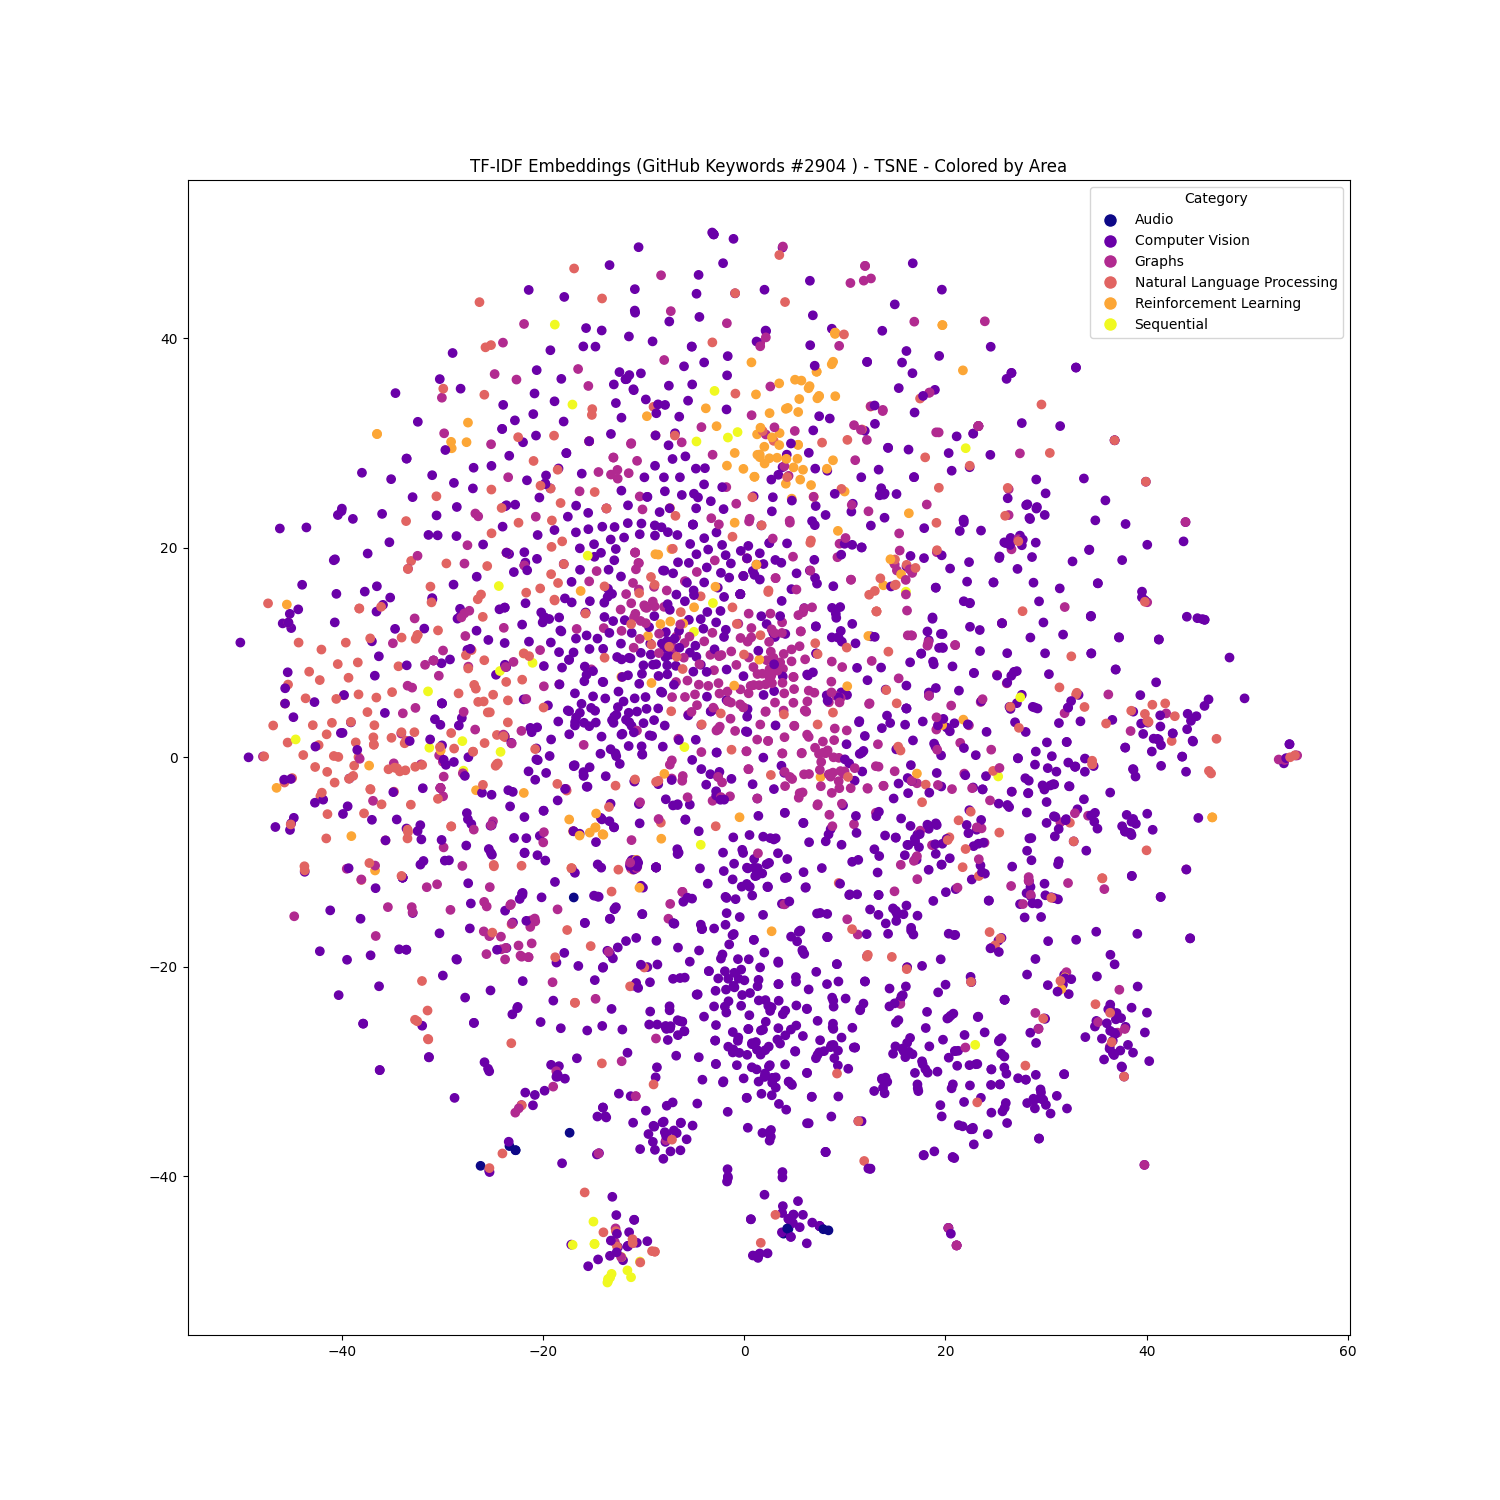 TF-IDF Embeddings (GitHub Keywords #2904 ) - TSNE - Colored by Area
Category
Audio
Computer Vision
Graphs
Natural Language Processing
Reinforcement Learning
Sequential
40
20
0
−20
−40
−40 −20 0 20 40 60